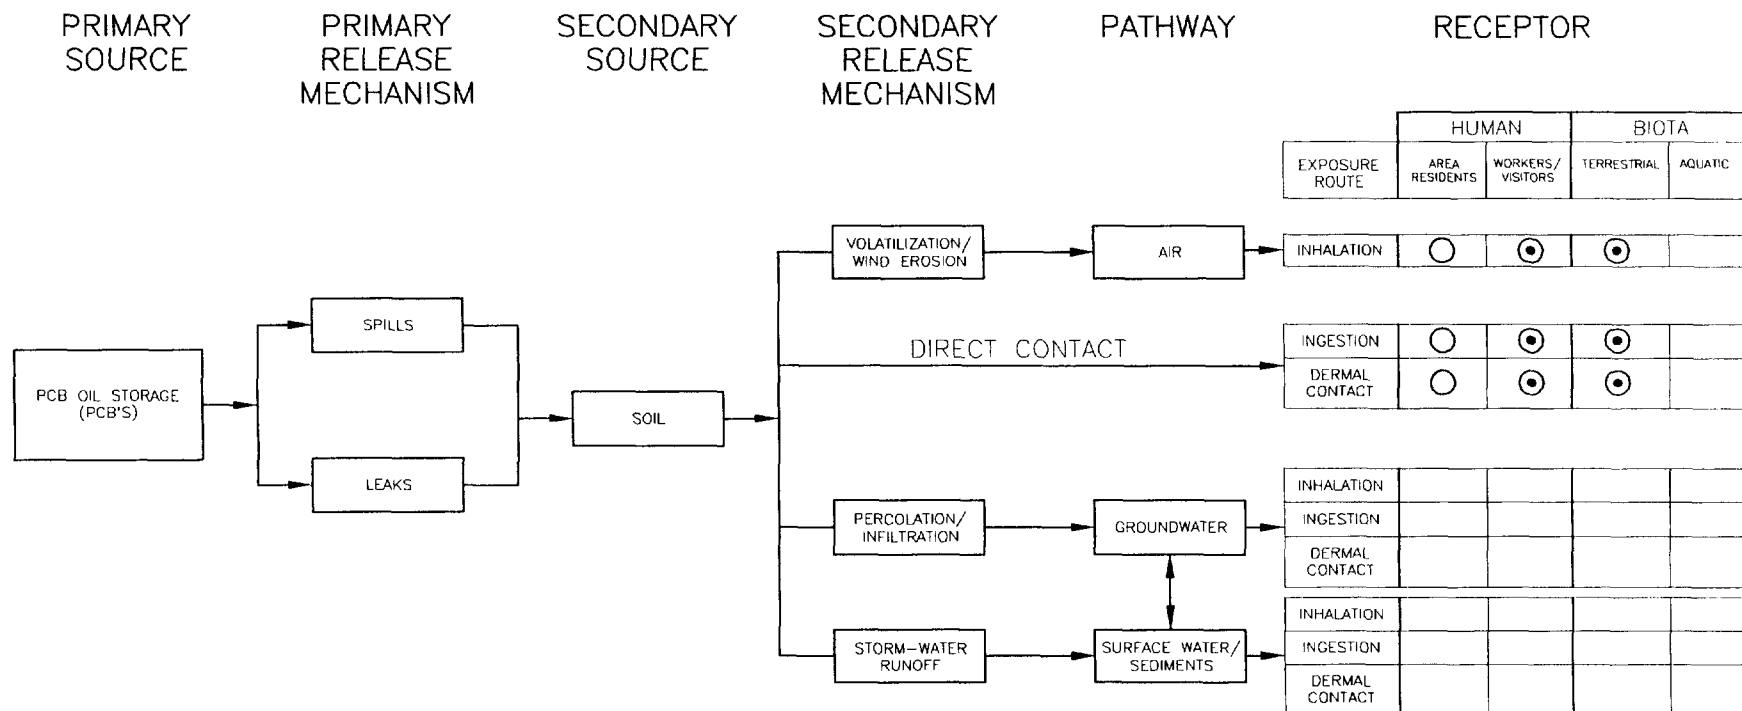 PRIMARY
SOURCE
PRIMARY
RELEASE
MECHANISM
SECONDARY
SOURCE
SECONDARY
RELEASE
MECHANISM
PATHWAY
RECEPTOR
HUMAN
BIOTA
EXPOSURE
ROUTE
AREA
RESIDENTS
WORKERS/
VISITORS
TERRESTRIAL
AQUATIC
VOLATILIZATION/
WIND EROSION
AIR
INHALATION
SPILLS
DIRECT CONTACT
INGESTION
DERMAL
CONTACT
PCB OIL STORAGE
(PCB'S)
SOIL
LEAKS
PERCOLATION/
INFILTRATION
GROUNDWATER
INHALATION
INGESTION
DERMAL
CONTACT
STORM-WATER
RUNOFF
SURFACE WATER/
SEDIMENTS
INHALATION
INGESTION
DERMAL
CONTACT